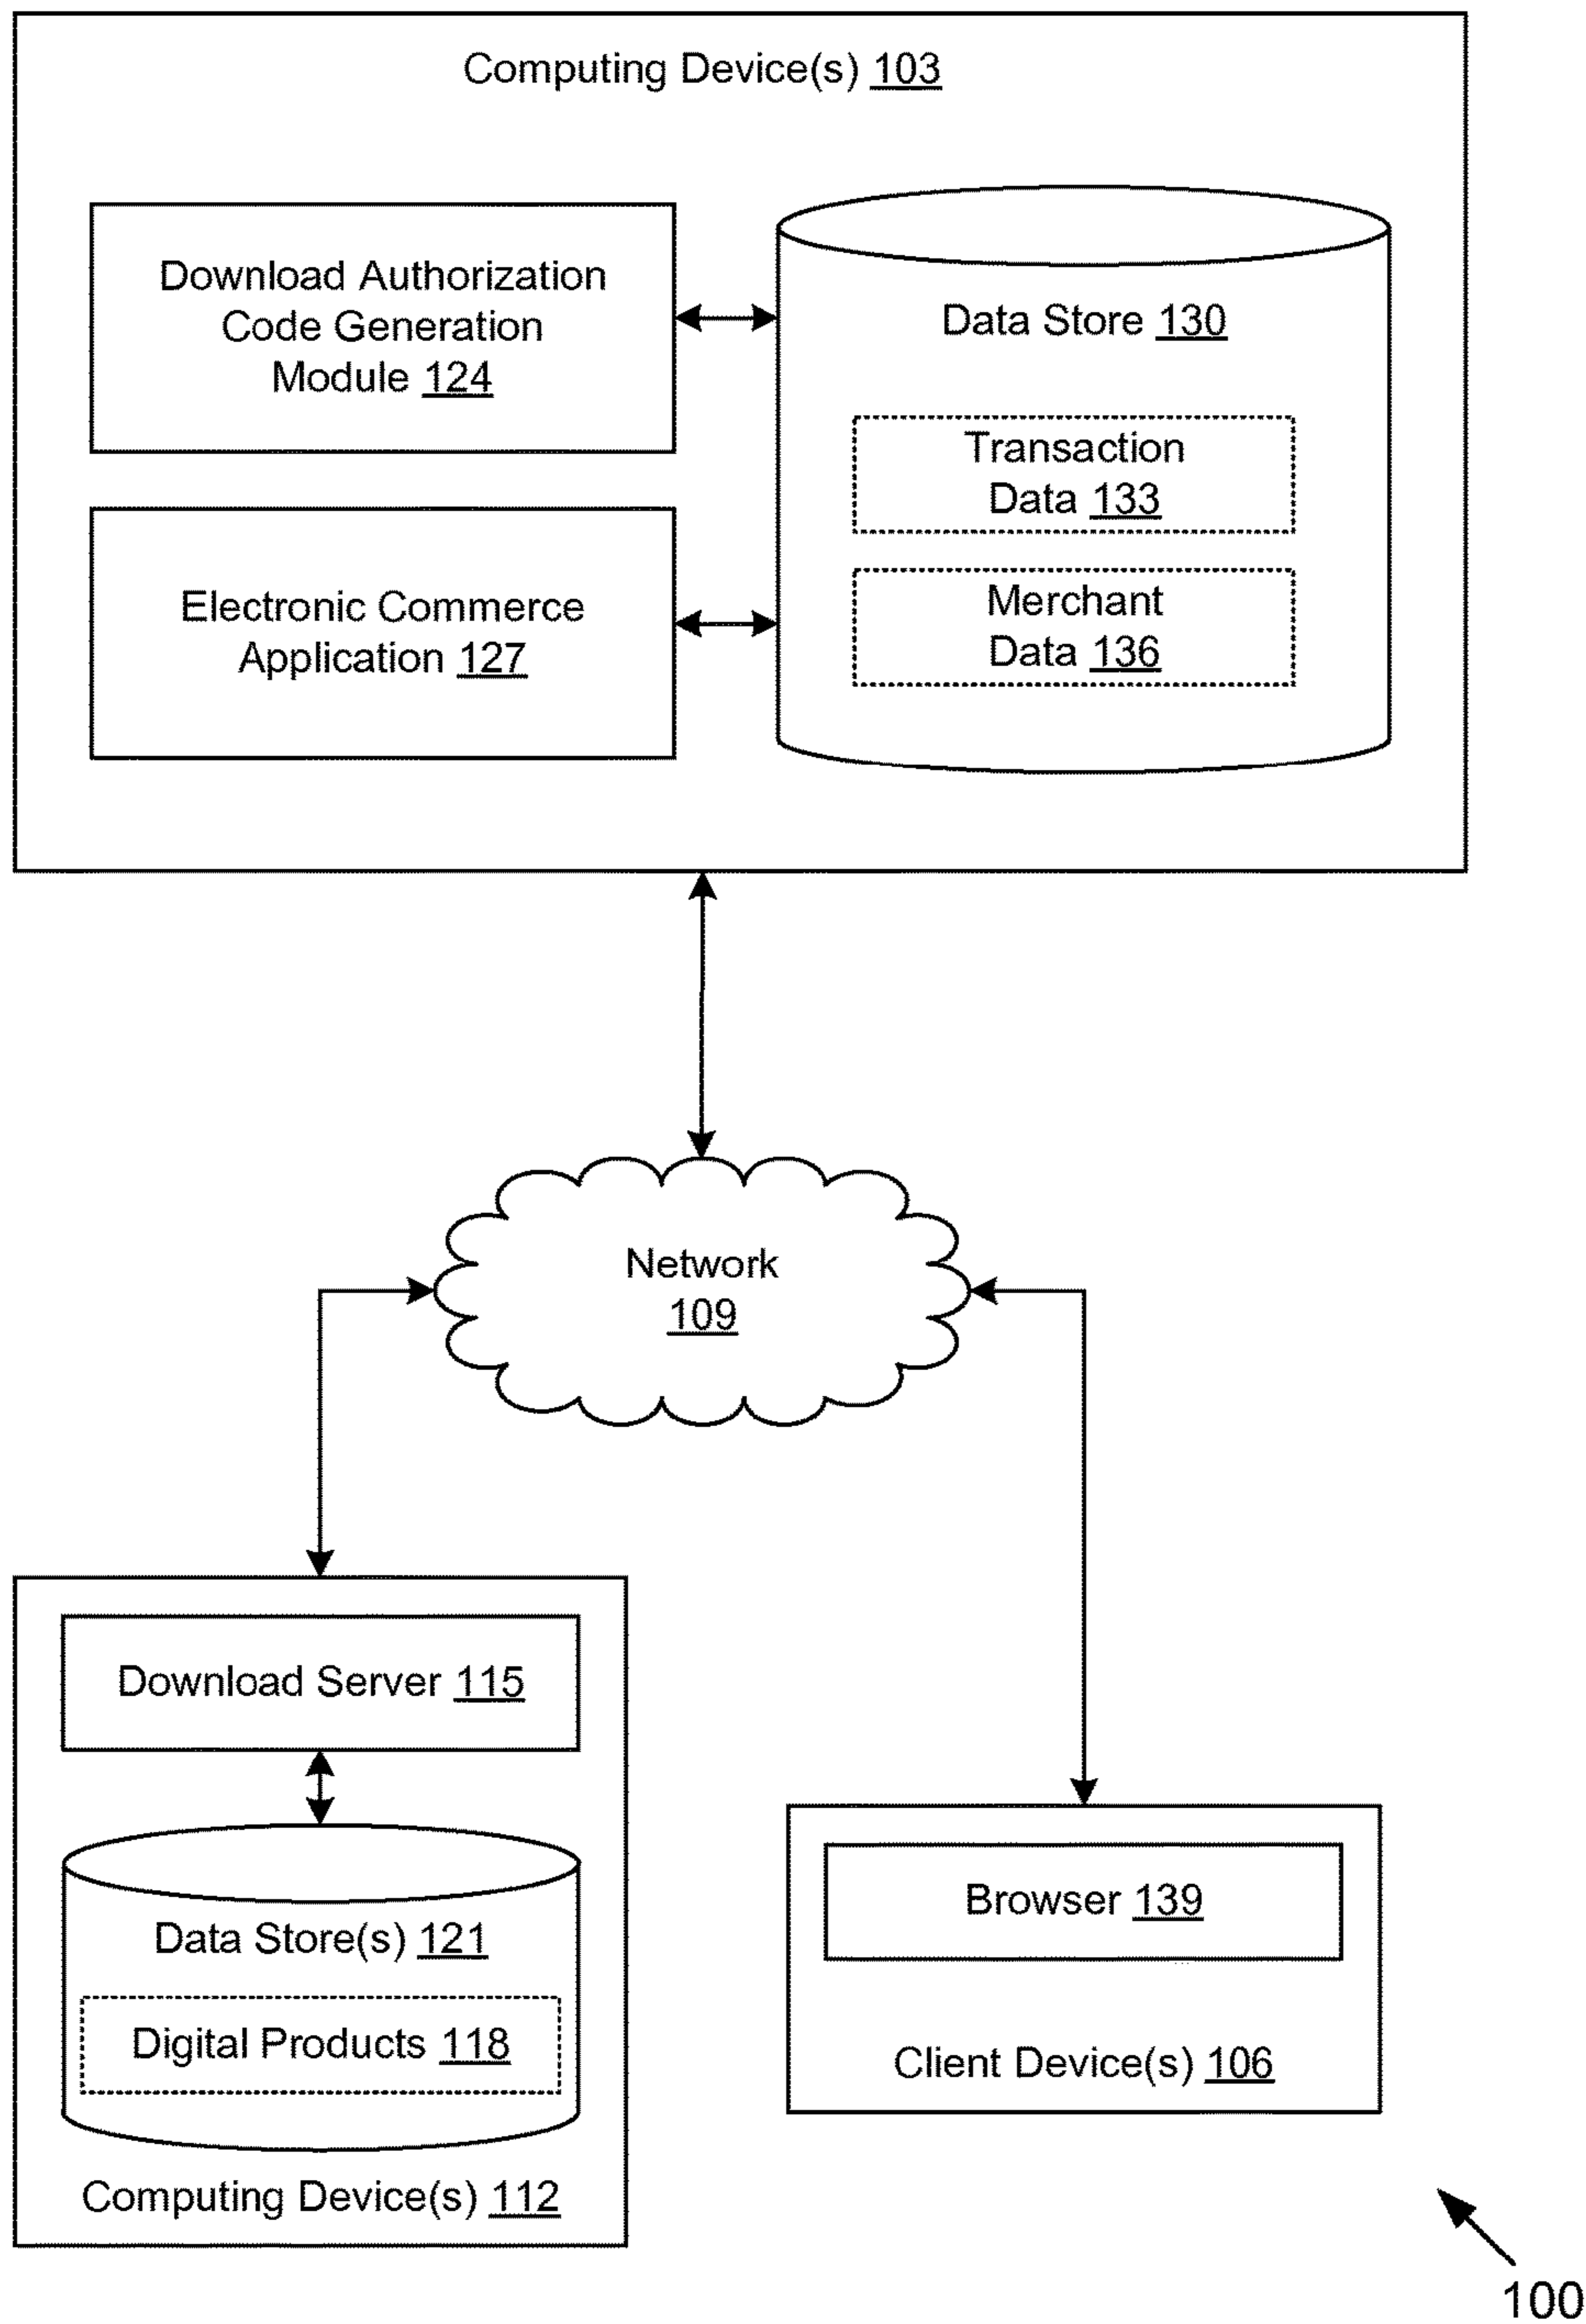 Computing Device(s) 103
Download Authorization
Code Generation
Module 124
Data Store 130
Transaction
Data 133
Electronic Commerce
Application 127
Merchant
Data 136
Network
109
Download Server 115
Data Store(s) 121
Digital Products 118
Computing Device(s) 112
Browser 139
Client Device(s) 106
100